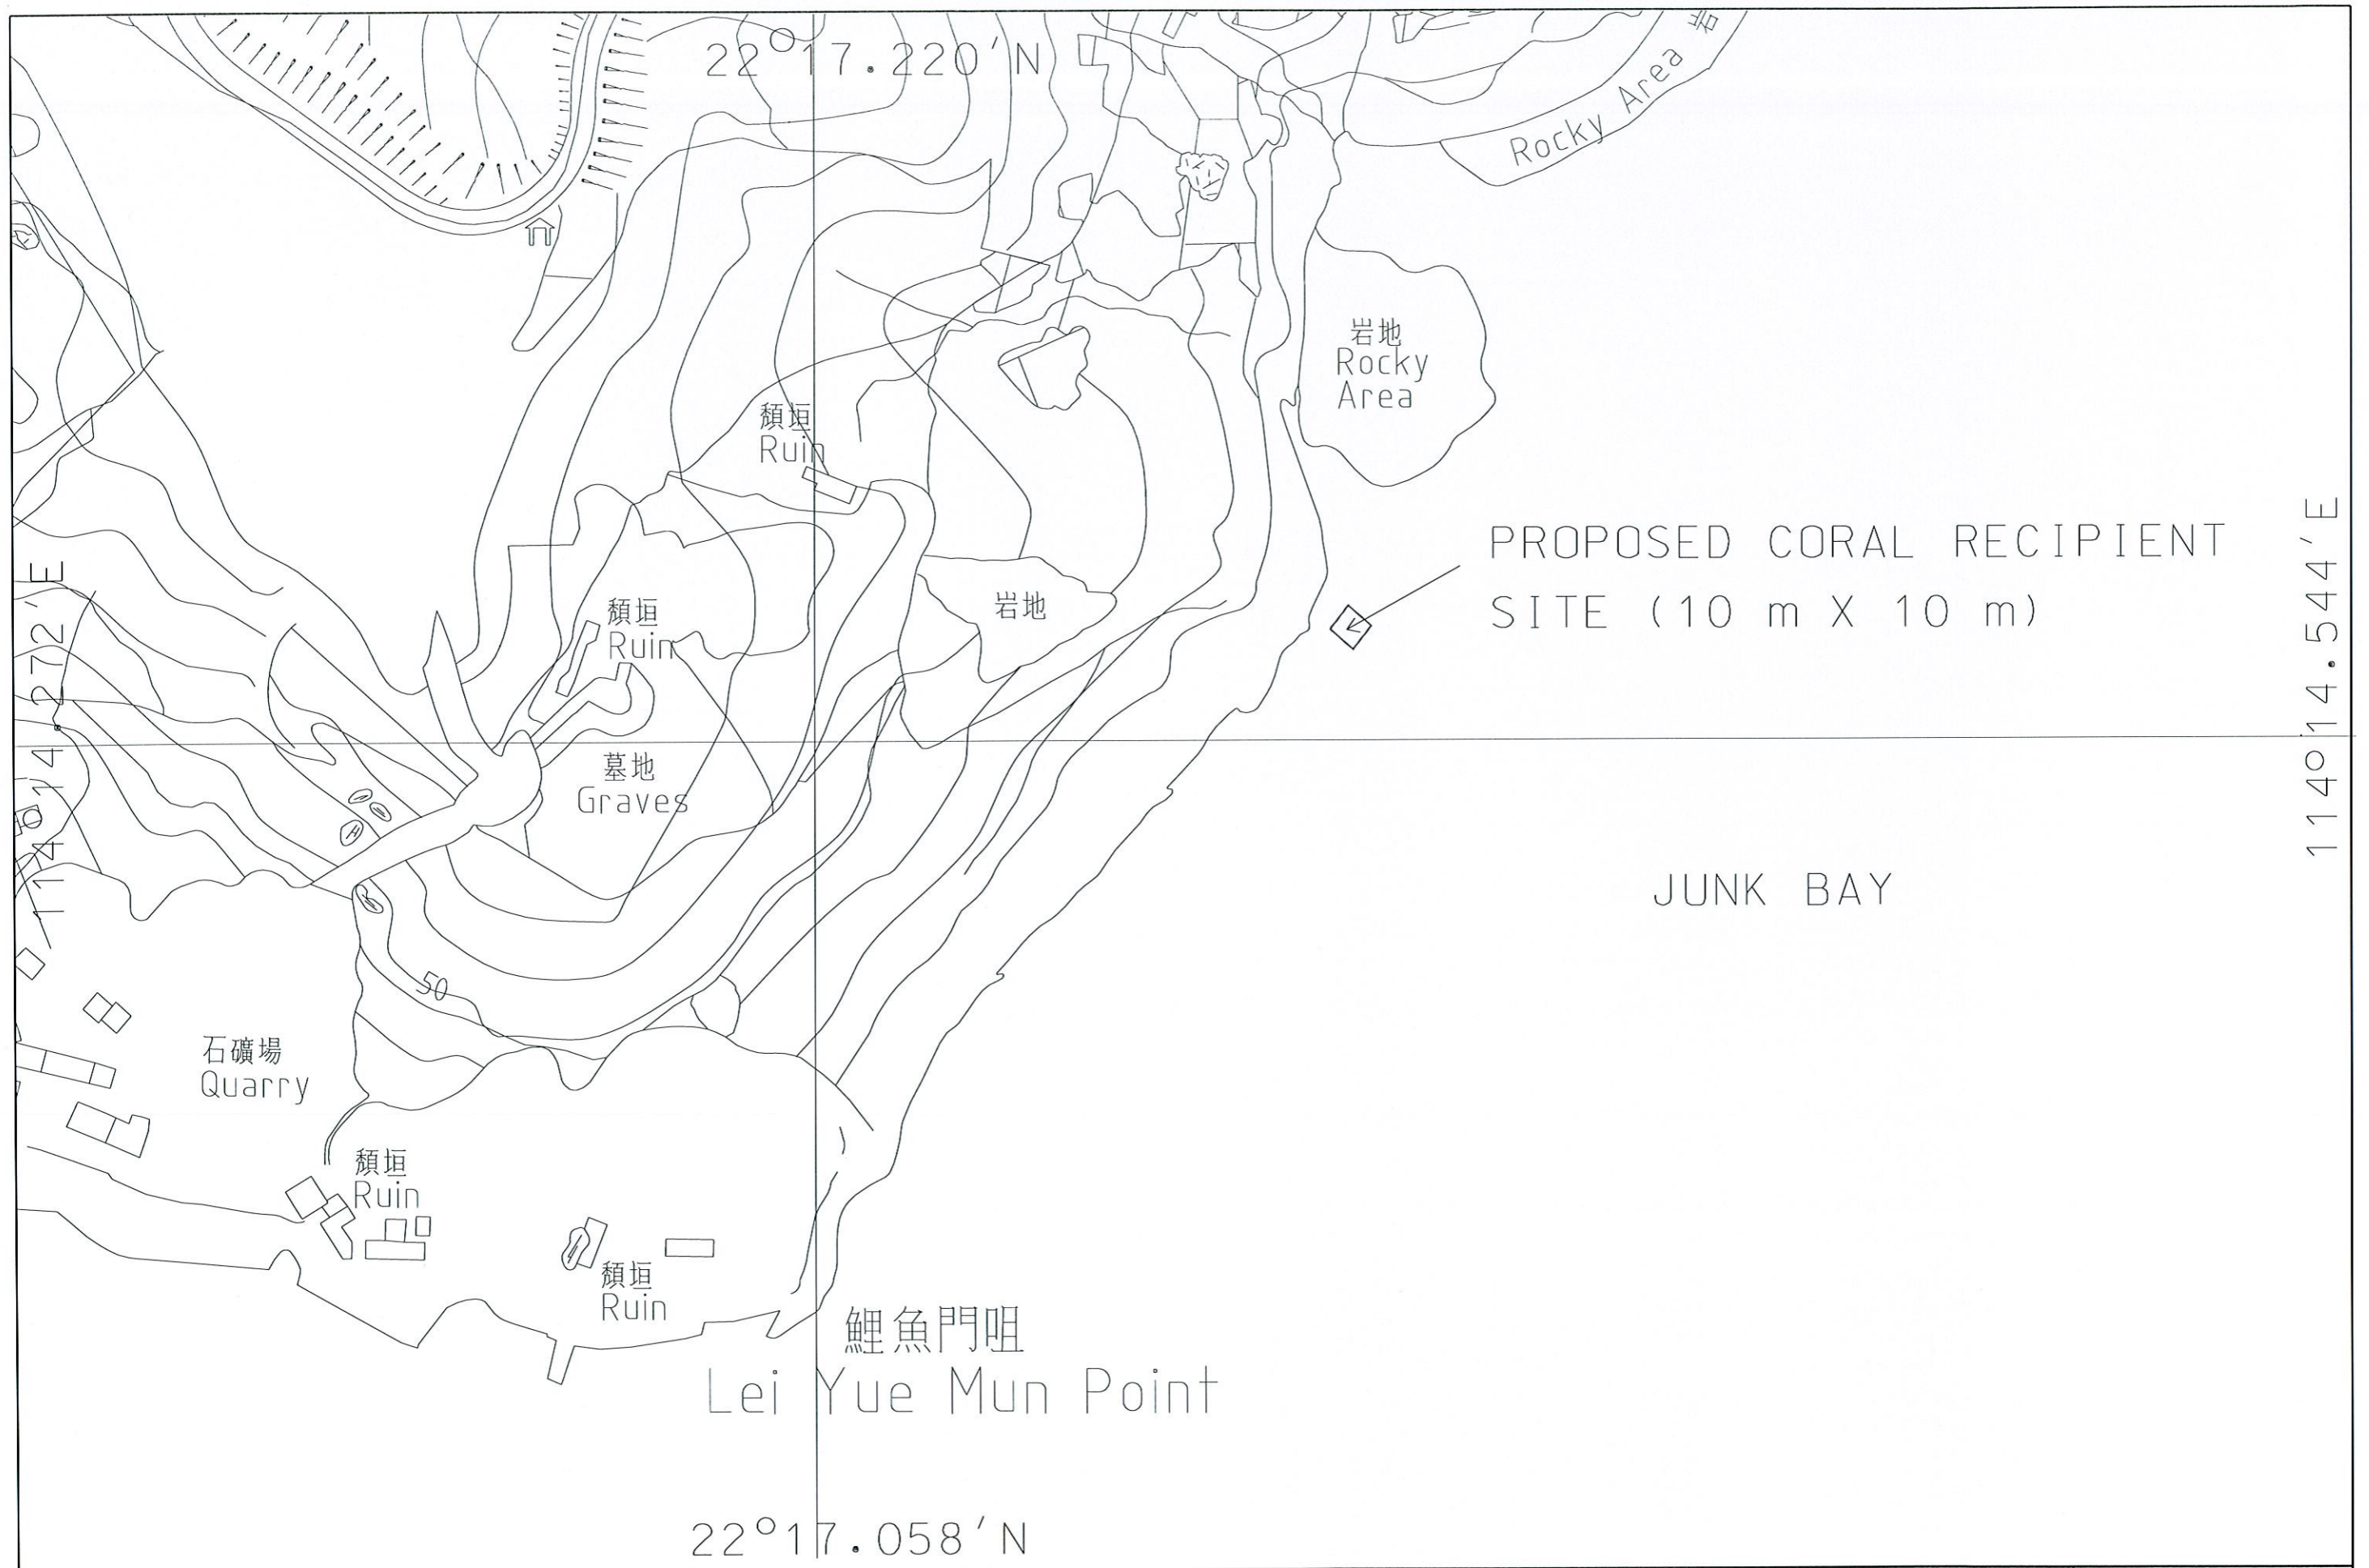 22°17.220'N
Rocky Area 岩
岩地
Rocky
Area
頹垣
Ruin
PROPOSED CORAL RECIPIENT
SITE (10 m X 10 m)
114°14.272'E
114°14.544'E
頹垣
Ruin
岩地
墓地
Graves
JUNK BAY
50
石礦場
Quarry
頹垣
Ruin
頹垣
Ruin
鯉魚門咀
Lei Yue Mun Point
22°17.058'N